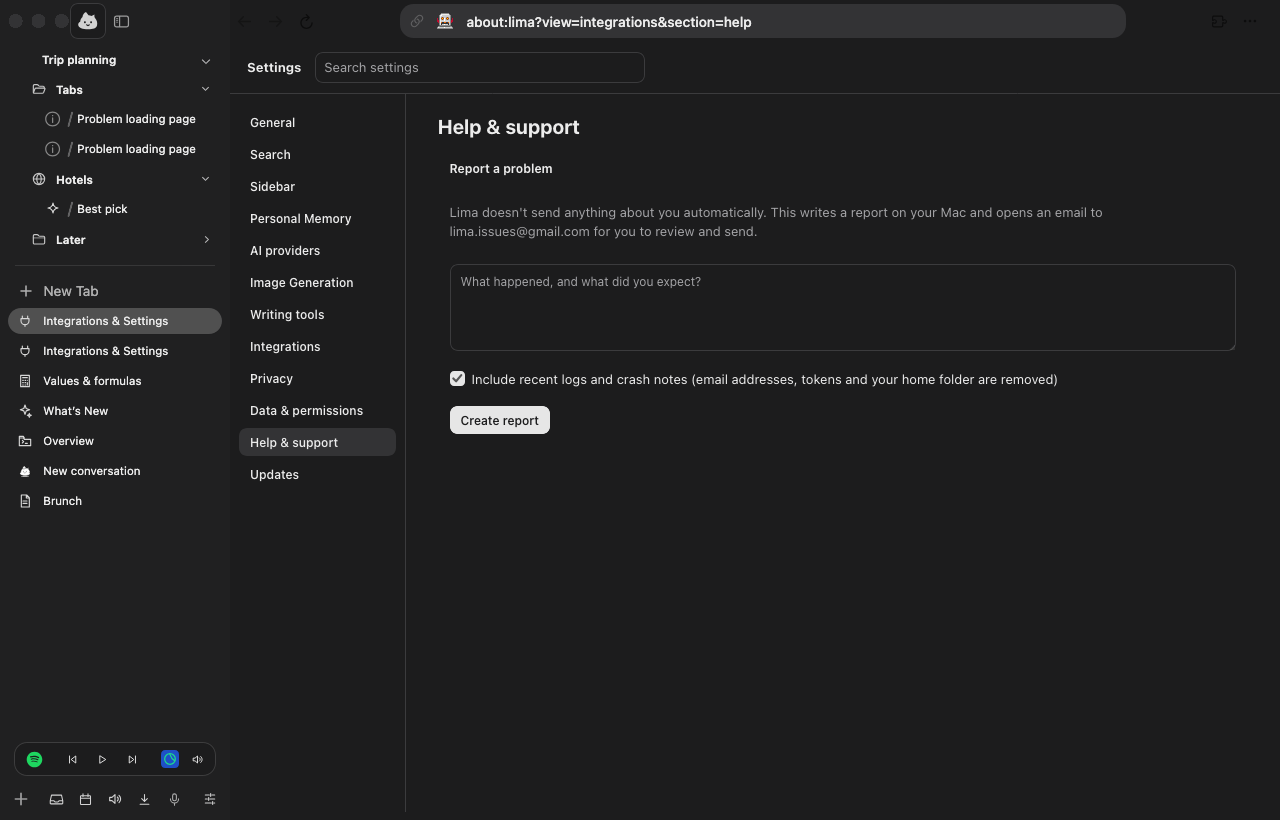 about:lima?view=integrations&section=help
Trip planning
Tabs
/ Problem loading page
/ Problem loading page
Hotels
/ Best pick
Later
New Tab
Integrations & Settings
Integrations & Settings
Values & formulas
What's New
Overview
New conversation
Brunch
Settings
Search settings
General
Search
Sidebar
Personal Memory
AI providers
Image Generation
Writing tools
Integrations
Privacy
Data & permissions
Help & support
Updates
Help & support
Report a problem
Lima doesn't send anything about you automatically. This writes a report on your Mac and opens an email to
lima.issues@gmail.com for you to review and send.
What happened, and what did you expect?
Include recent logs and crash notes (email addresses, tokens and your home folder are removed)
Create report